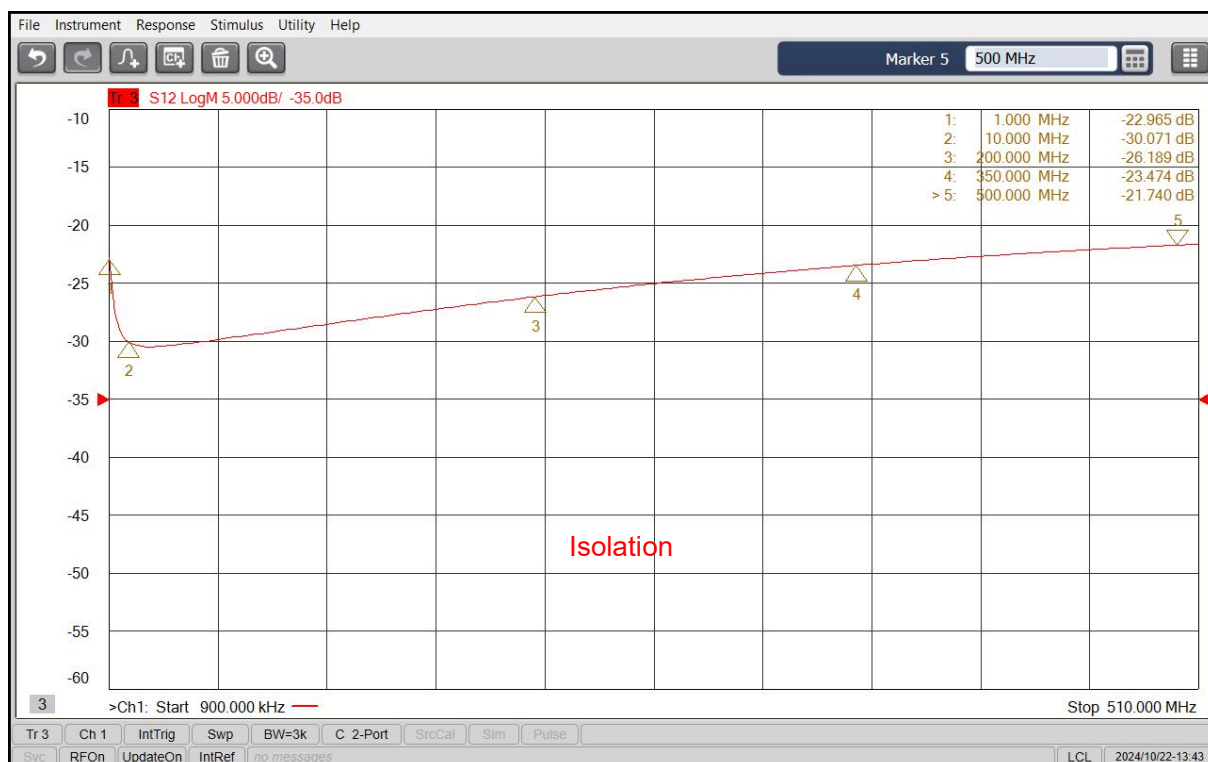 File Instrument Response Stimulus Utility Help
Marker 5 500 MHz
Tr 3 S12 LogM 5.000dB/ -35.0dB
-10
1: 1.000 MHz -22.965 dB
2: 10.000 MHz -30.071 dB
3: 200.000 MHz -26.189 dB
4: 350.000 MHz -23.474 dB
> 5: 500.000 MHz -21.740 dB
-15
-20
5
-25
4
3
-30
2
-35
-40
-45
Isolation
-50
-55
-60
3 >Ch1: Start 900.000 kHz Stop 510.000 MHz
Tr 3 Ch 1 IntTrig Swp BW=3k C 2-Port SrcCal Sim Pulse
Svc RFOn UpdateOn IntRef no messages LCL 2024/10/22-13:43